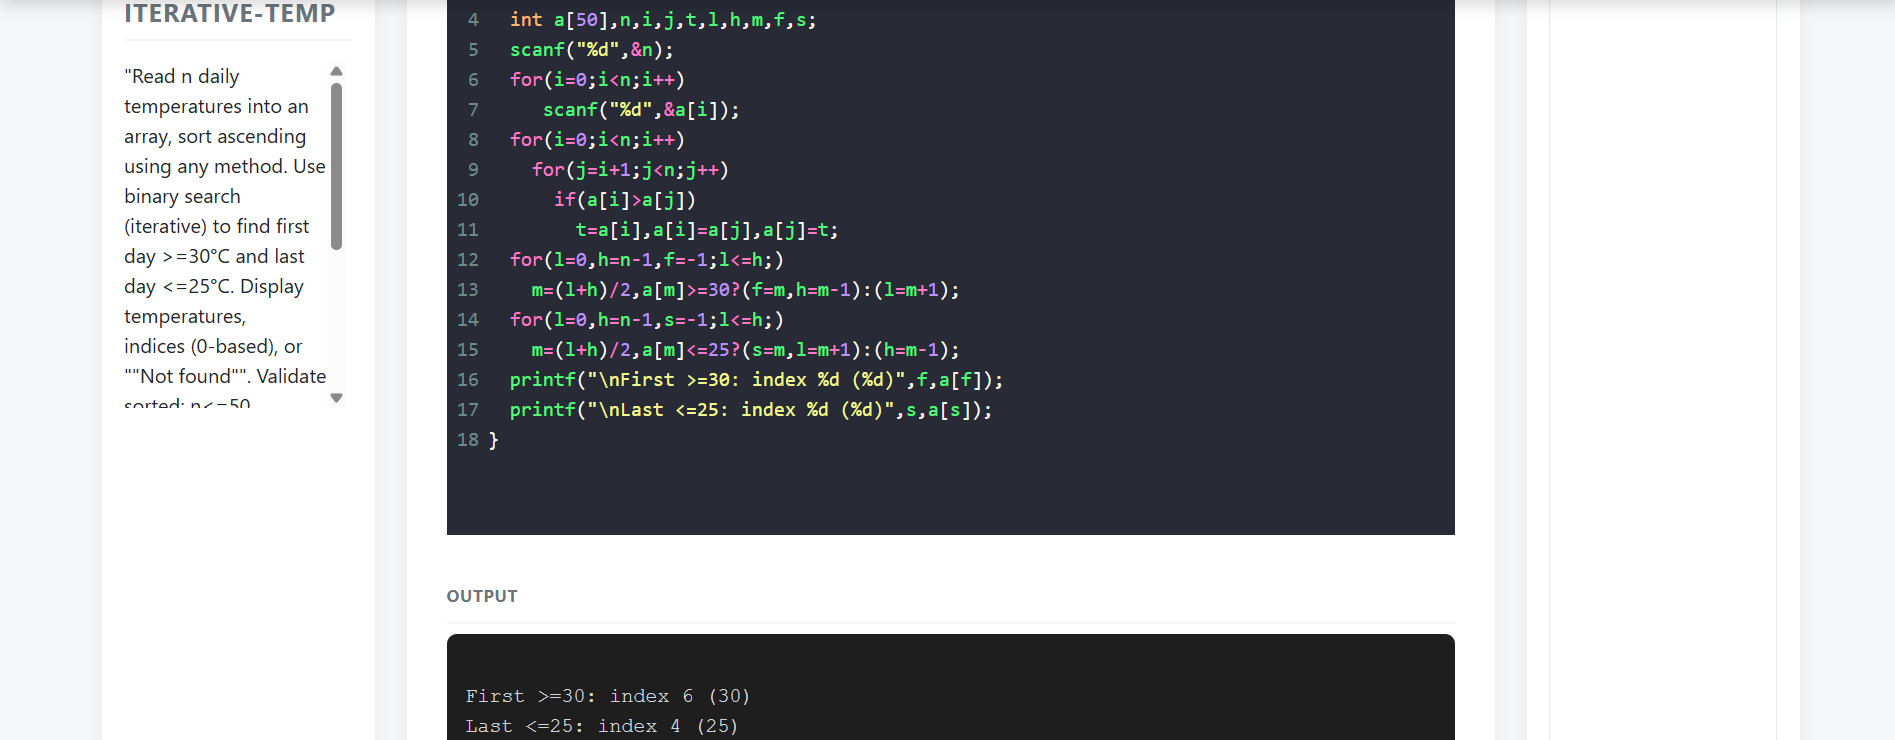 ITERATIVE-TEMP
"Read n daily
temperatures into an
array, sort ascending
using any method. Use
binary search
(iterative) to find first
day >=30°C and last
day <=25°C. Display
temperatures,
indices (0-based), or
""Not found"". Validate
sorted; n<=50
4 int a[50],n,i,j,t,l,h,m,f,s;
5 scanf("%d",&n);
6 for(i=0;i<n;i++)
7 scanf("%d",&a[i]);
8 for(i=0;i<n;i++)
9 for(j=i+1;j<n;j++)
10 if(a[i]>a[j])
11 t=a[i],a[i]=a[j],a[j]=t;
12 for(l=0,h=n-1,f=-1;l<=h;)
13 m=(l+h)/2,a[m]>=30?(f=m,h=m-1):(l=m+1);
14 for(l=0,h=n-1,s=-1;l<=h;)
15 m=(l+h)/2,a[m]<=25?(s=m,l=m+1):(h=m-1);
16 printf("\nFirst >=30: index %d (%d)",f,a[f]);
17 printf("\nLast <=25: index %d (%d)",s,a[s]);
18 }
OUTPUT
First >=30: index 6 (30)
Last <=25: index 4 (25)